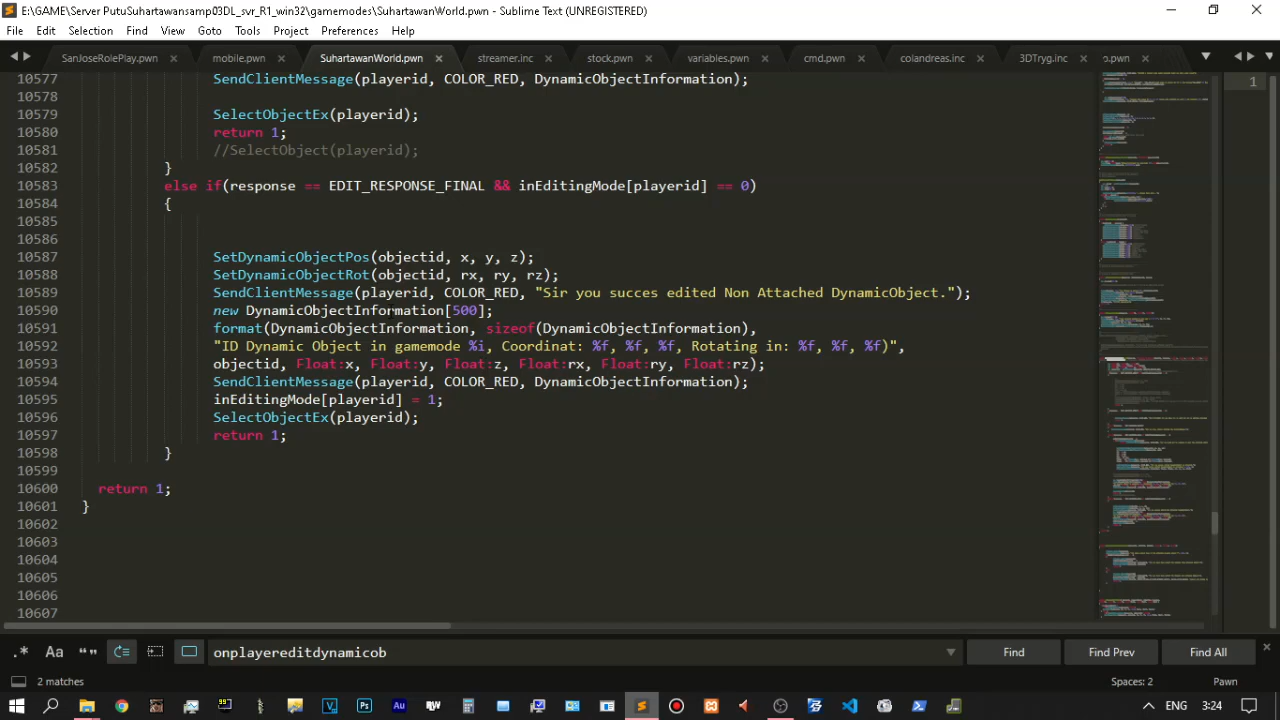 E:\GAME\Server PutuSuhartawansamp03DL_svr_R1_win32\gamemodes\SuhartawanWorld.pwn - Sublime Text (UNREGISTERED)
File Edit Selection Find View Goto Tools Project Preferences Help
SanJoseRolePlay.pwn mobile.pwn SuhartawanWorld.pwn streamer.inc stock.pwn variables.pwn cmd.pwn colandreas.inc 3DTryg.inc o.pwn
10577 SendClientMessage(playerid, COLOR_RED, DynamicObjectInformation); 1
10578
10579 SelectObjectEx(playerid);
10580 return 1;
10581 //SelectObject(playerid);
10582 }
10583 else if(response == EDIT_RESPONSE_FINAL && inEditingMode[playerid] == 0)
10584 {
10585
10586
10587 SetDynamicObjectPos(objectid, x, y, z);
10588 SetDynamicObjectRot(objectid, rx, ry, rz);
10589 SendClientMessage(playerid, COLOR_RED, "Sir you succes edited Non Attached DynamicObject.");
10590 new DynamicObjectInformation[500];
10591 format(DynamicObjectInformation, sizeof(DynamicObjectInformation),
10592 "ID Dynamic Object in game: %i, Coordinat: %f, %f, %f, Rotating in: %f, %f, %f)",
10593 objectid, Float:x, Float:y, Float:z, Float:rx, Float:ry, Float:rz);
10594 SendClientMessage(playerid, COLOR_RED, DynamicObjectInformation);
10595 inEditingMode[playerid] = 1;
10596 SelectObjectEx(playerid);
10597 return 1;
10598 }
10599
10600 return 1;
10601 }
10602
10603
10604
10605
10606
10607
.* Aa “” onplayereditdynamicob Find Find Prev Find All
2 matches Spaces: 2 Pawn
ENG 3:24